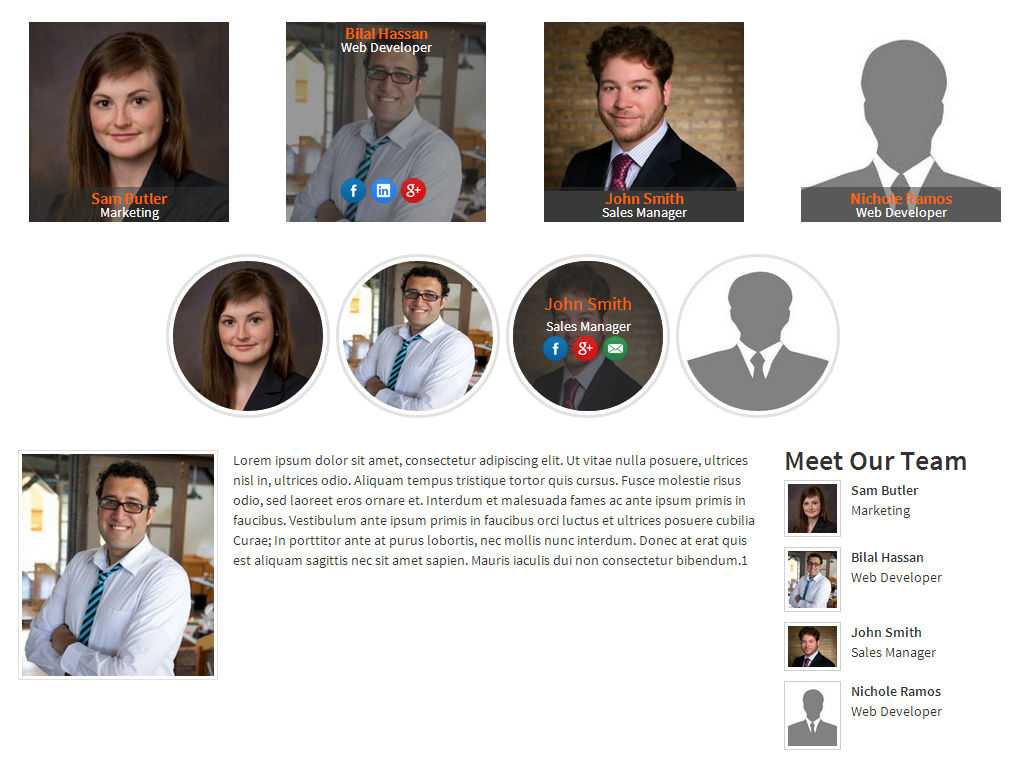 Sam Butler
Marketing
Bilal Hassan
Web Developer
f
in
g+
John Smith
Sales Manager
Nichole Ramos
Web Developer
John Smith
Sales Manager
f
g+
Lorem ipsum dolor sit amet, consectetur adipiscing elit. Ut vitae nulla posuere, ultrices
nisl in, ultrices odio. Aliquam tempus tristique tortor quis cursus. Fusce molestie risus
odio, sed laoreet eros ornare et. Interdum et malesuada fames ac ante ipsum primis in
faucibus. Vestibulum ante ipsum primis in faucibus orci luctus et ultrices posuere cubilia
Curae; In porttitor ante at purus lobortis, nec mollis nunc interdum. Donec at erat quis
est aliquam sagittis nec sit amet sapien. Mauris iaculis dui non consectetur bibendum.1
Meet Our Team
Sam Butler
Marketing
Bilal Hassan
Web Developer
John Smith
Sales Manager
Nichole Ramos
Web Developer